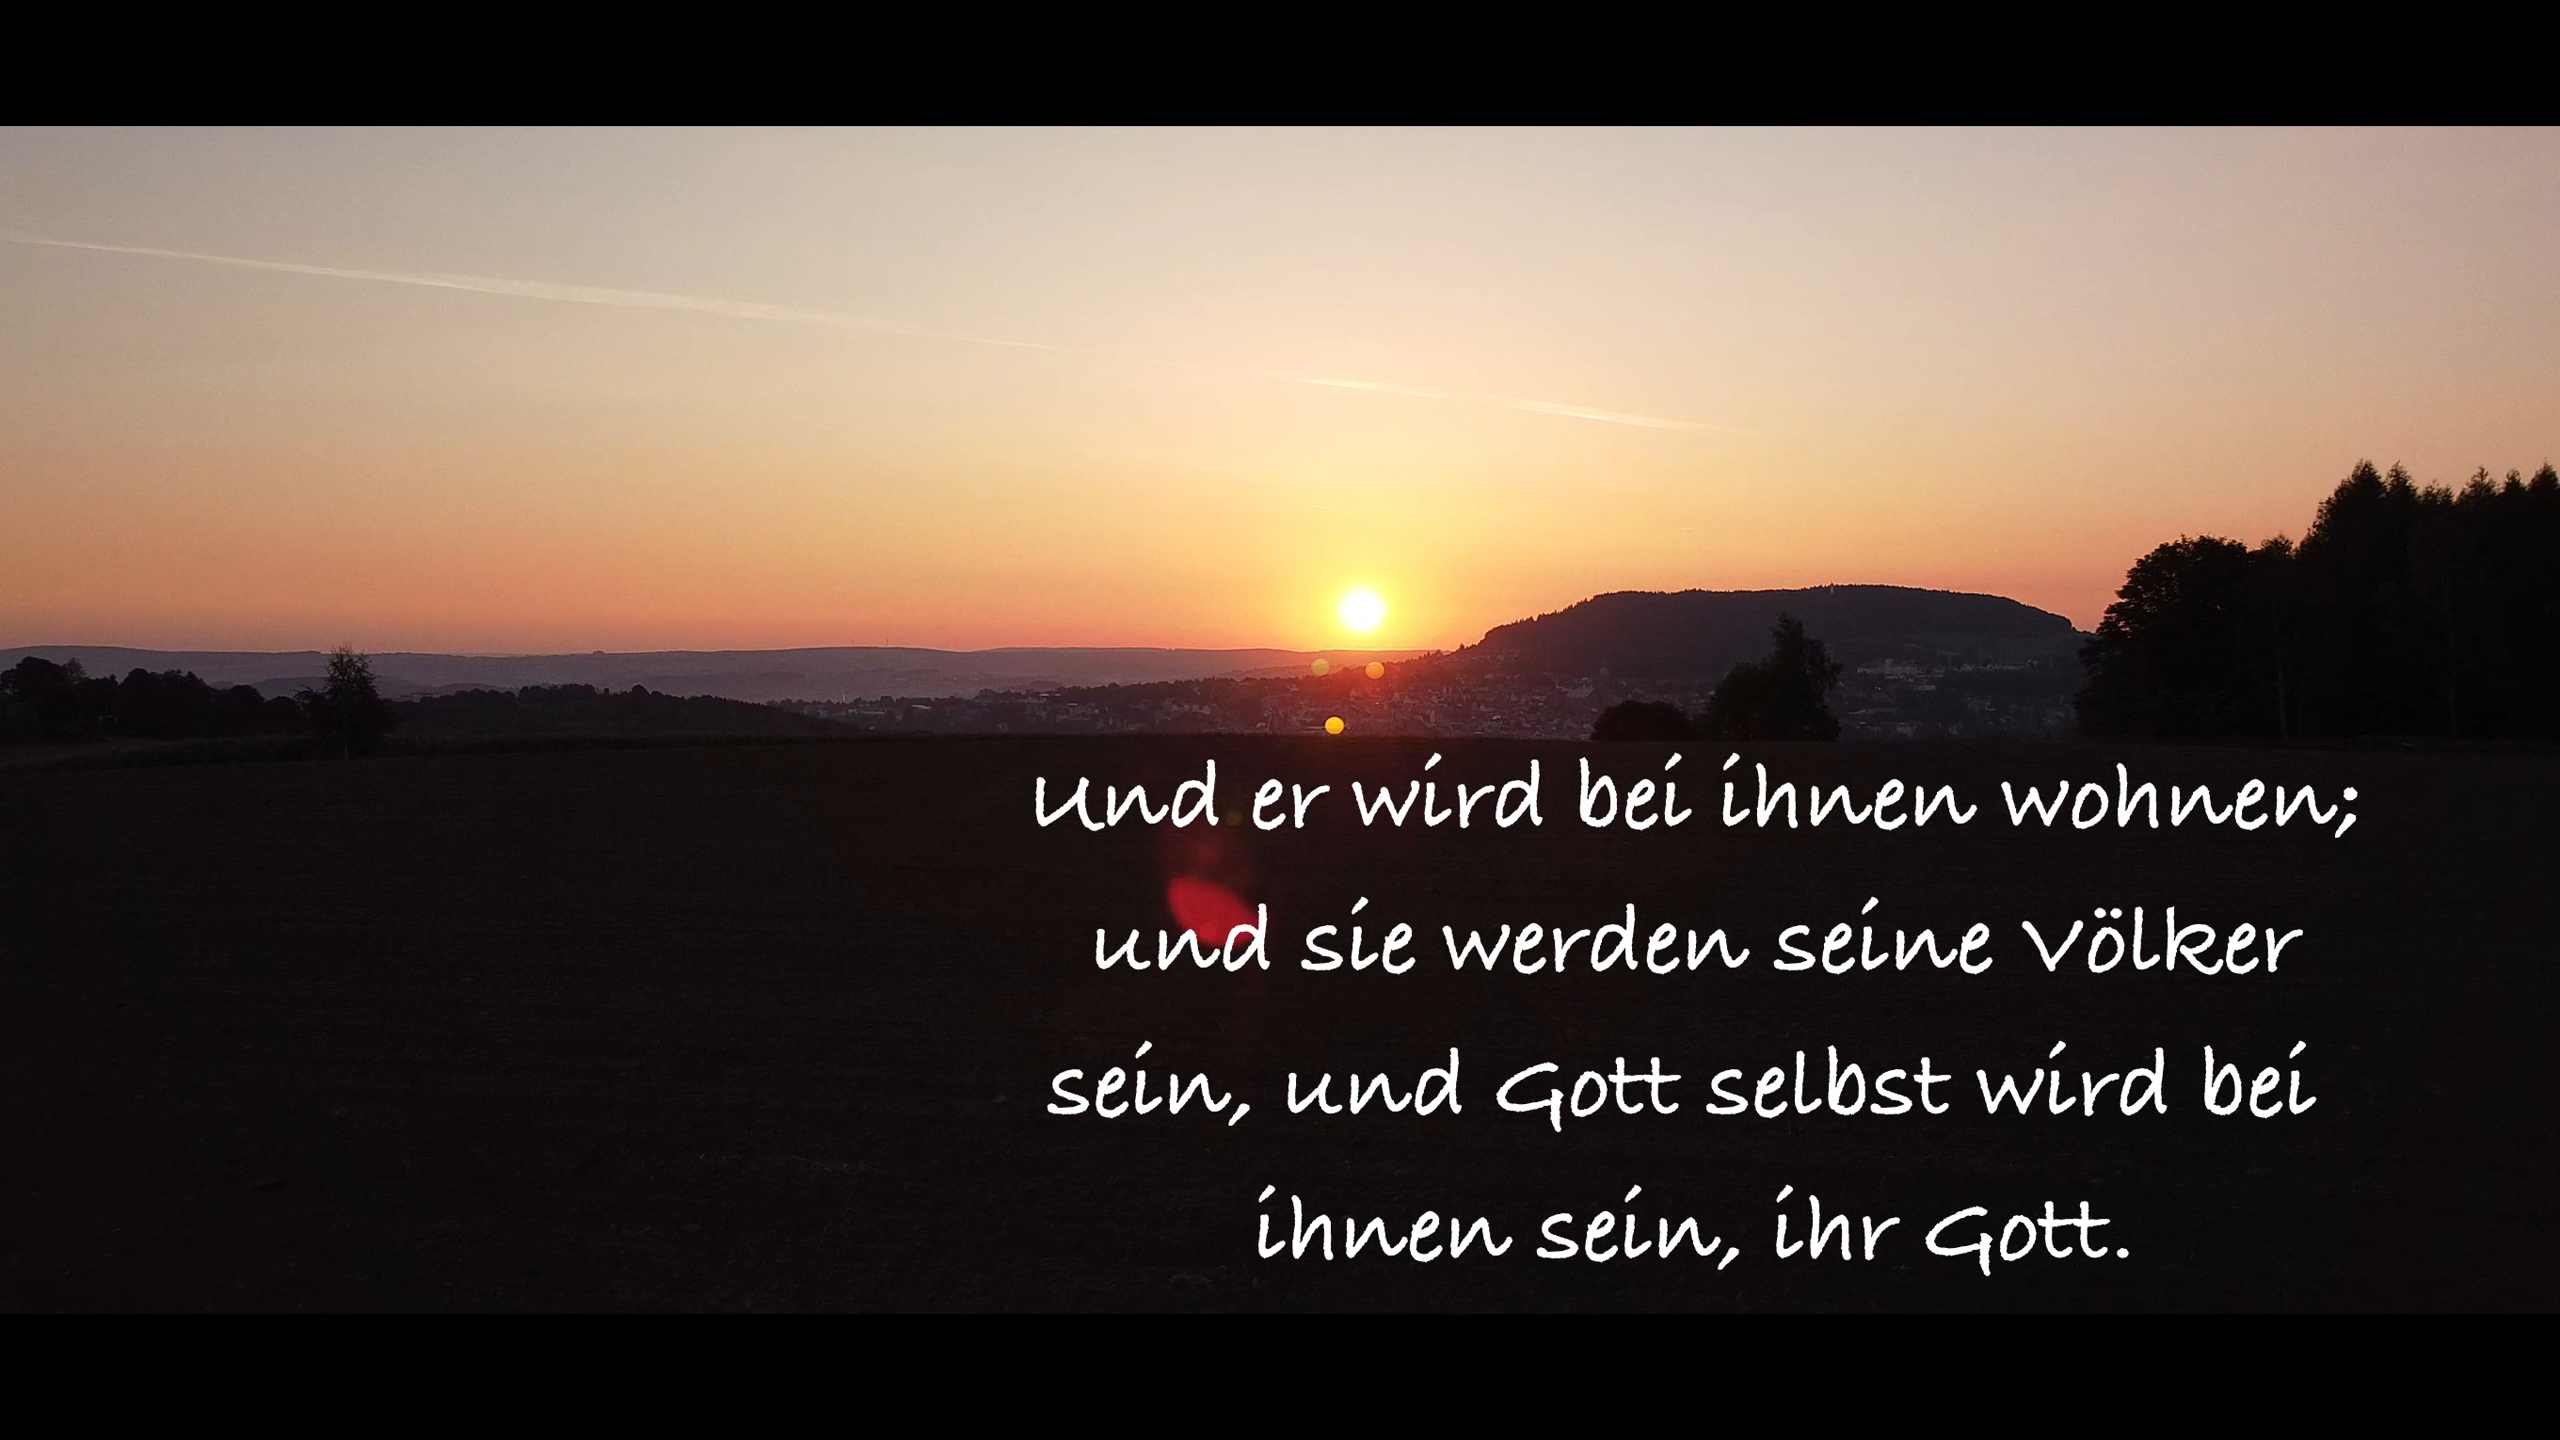 Und er wird bei ihnen wohnen;
und sie werden seine Völker
sein, und Gott selbst wird bei
ihnen sein, ihr Gott.